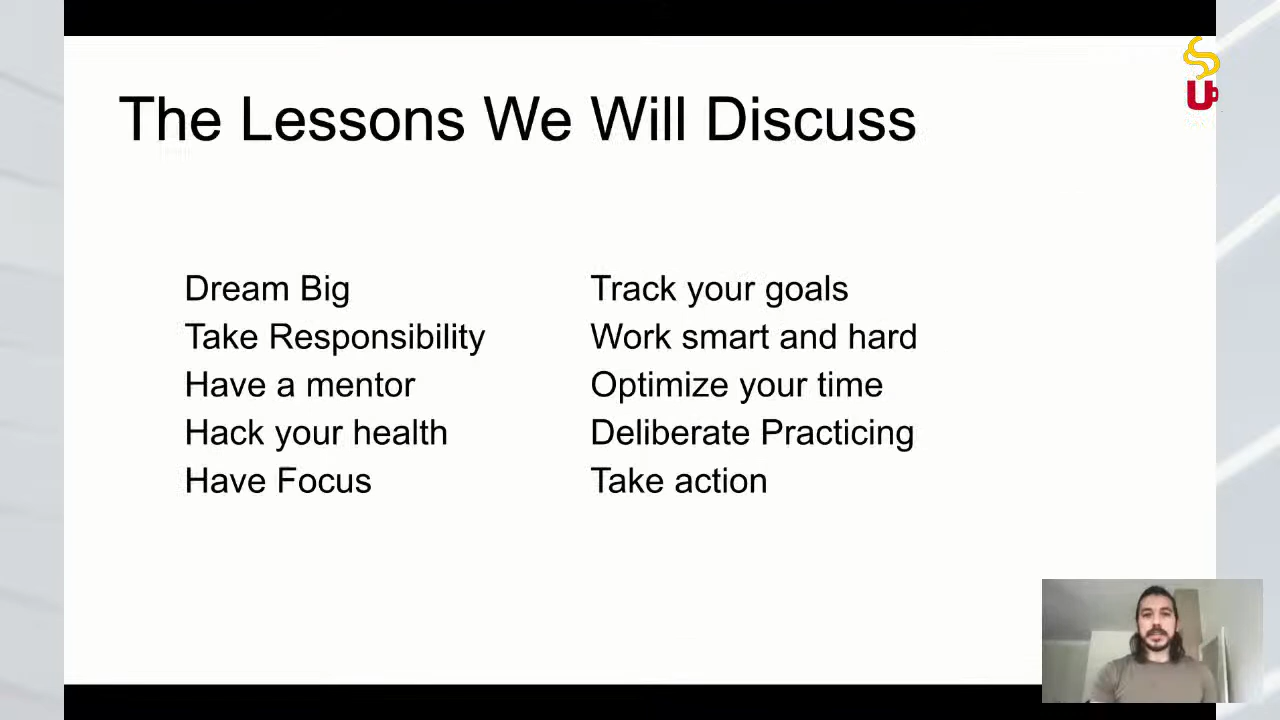 The Lessons We Will Discuss
Dream Big
Take Responsibility
Have a mentor
Hack your health
Have Focus
Track your goals
Work smart and hard
Optimize your time
Deliberate Practicing
Take action